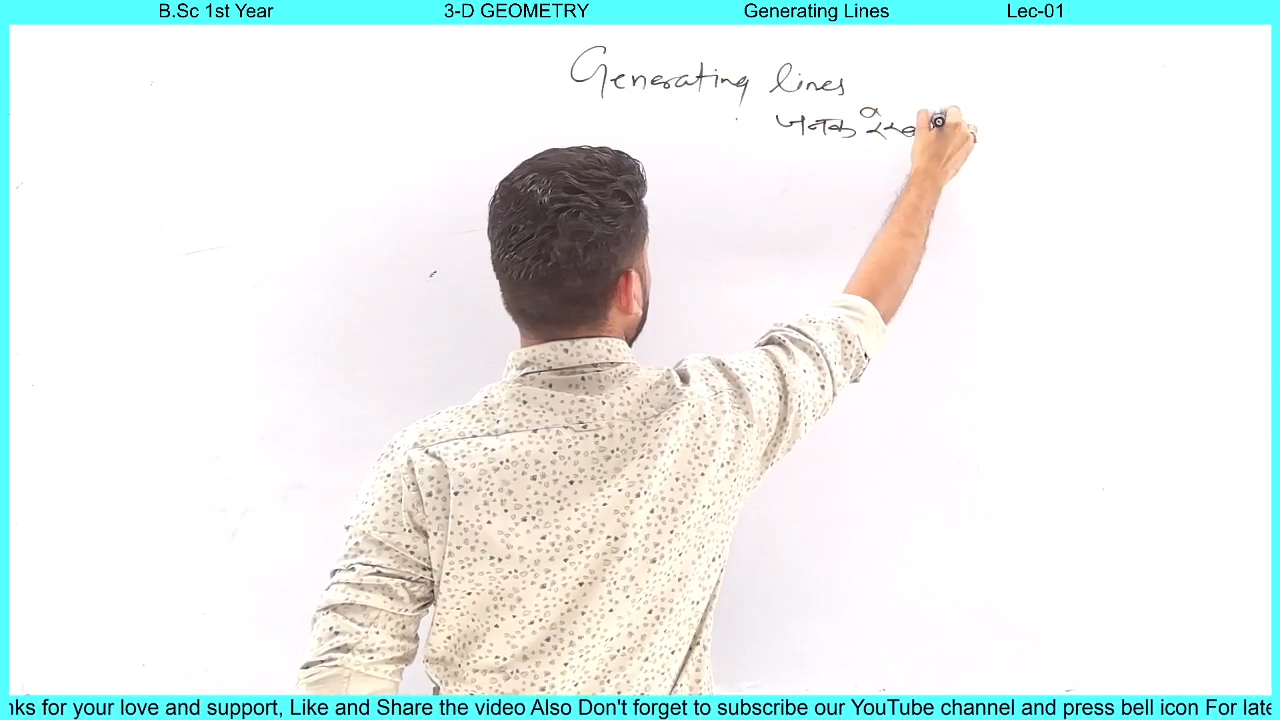 B.Sc 1st Year 3-D GEOMETRY Generating Lines Lec-01
Generating lines
जनक
nks for your love and support, Like and Share the video Also Don't forget to subscribe our YouTube channel and press bell icon For late